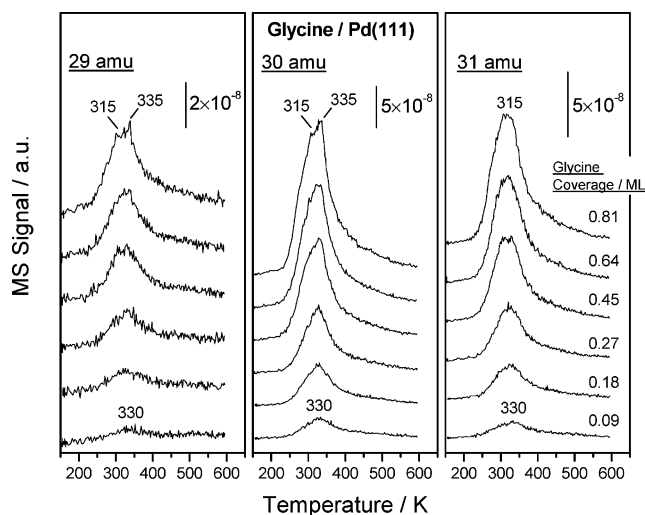 Glycine / Pd(111)
29 amu
30 amu
31 amu
2×10⁻⁸
5×10⁻⁸
5×10⁻⁸
315 335
315 335
315
Glycine
Coverage / ML
0.81
0.64
0.45
0.27
0.18
0.09
330
330
330
MS Signal / a.u.
200 300 400 500 600
200 300 400 500 600
200 300 400 500 600
Temperature / K